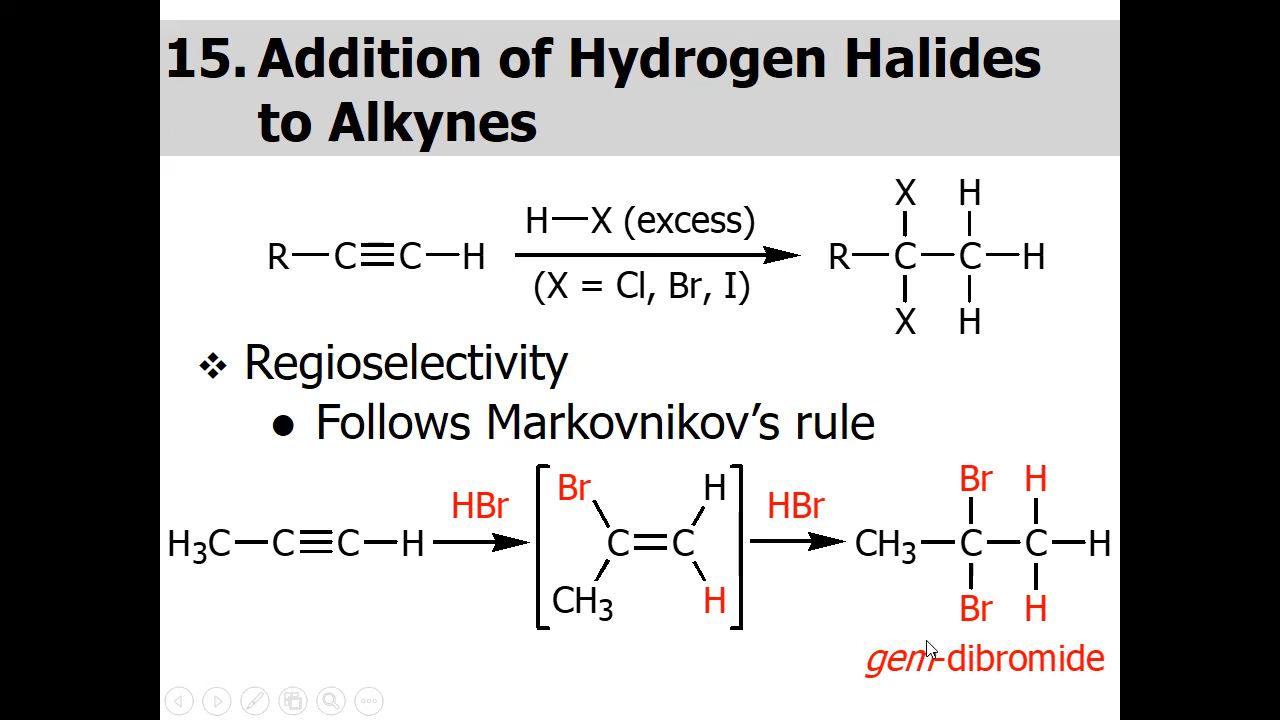 15. Addition of Hydrogen Halides
to Alkynes
X H
H—X (excess)
R—C≡C—H R—C—C—H
(X = Cl, Br, I)
X H
❖ Regioselectivity
● Follows Markovnikov's rule
Br H Br H
HBr HBr
H₃C—C≡C—H C=C CH₃—C—C—H
CH₃ H Br H
gem-dibromide